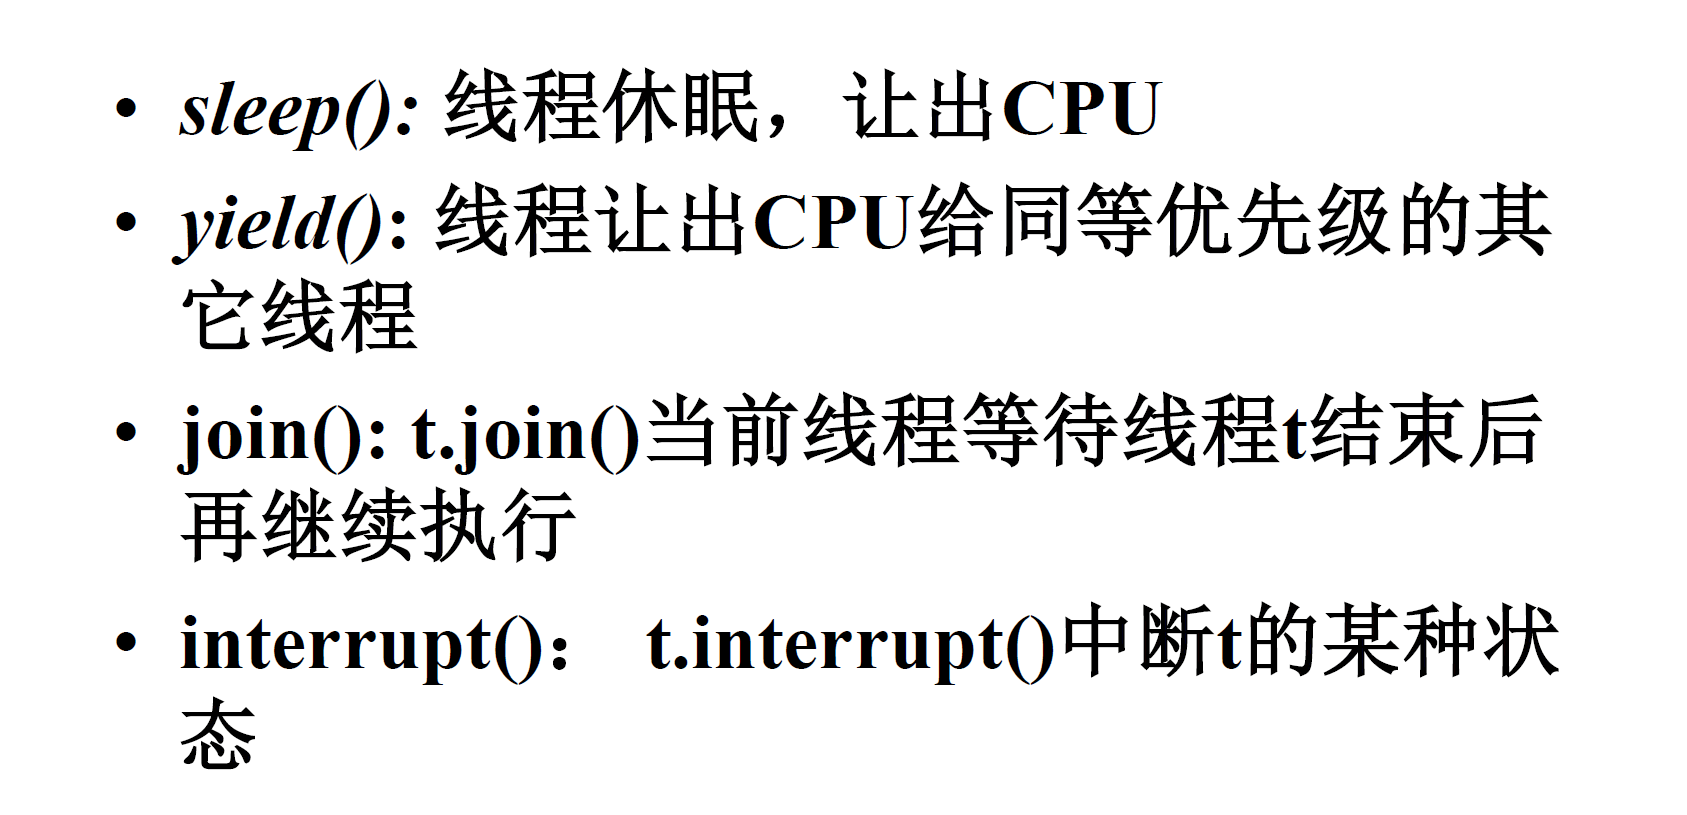 • sleep(): 线程休眠，让出CPU
• yield(): 线程让出CPU给同等优先级的其
它线程
• join(): t.join()当前线程等待线程t结束后
再继续执行
• interrupt()： t.interrupt()中断t的某种状
态